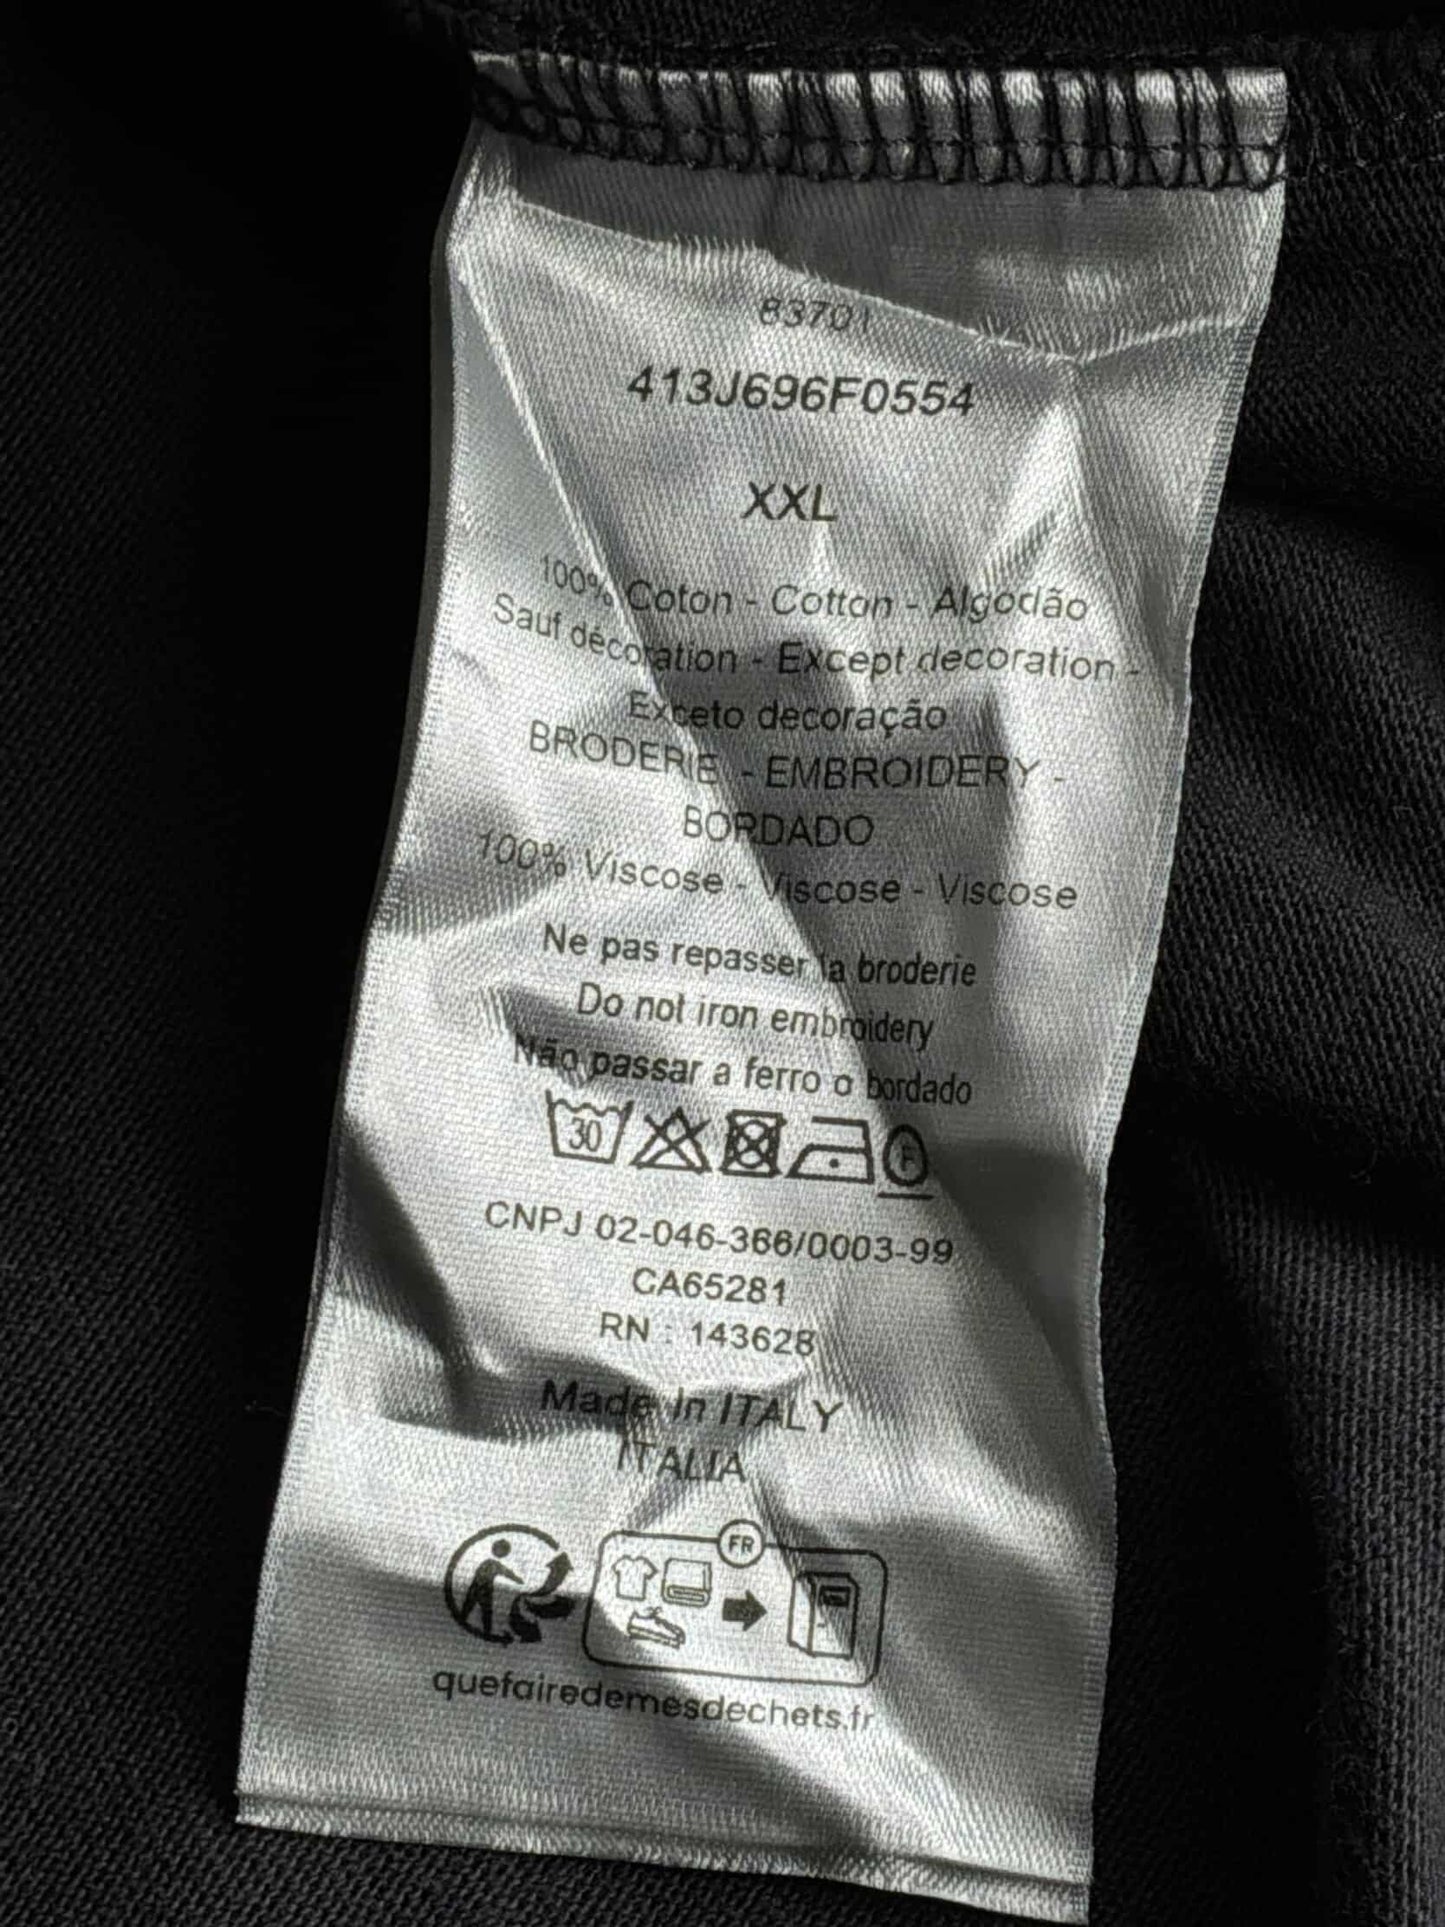 83701
413J696F0554
XXL
100% Coton - Cotton - Algodão
Sauf décoration - Except decoration -
Exceto decoração
BRODERIE - EMBROIDERY -
BORDADO
100% Viscose - Viscose - Viscose
Ne pas repasser la broderie
Do not iron embroidery
Não passar a ferro o bordado
30 F
CNPJ 02-046-366/0003-99
CA65281
RN : 143628
Made In ITALY
ITALIA
FR
quefairedemesdechets.fr